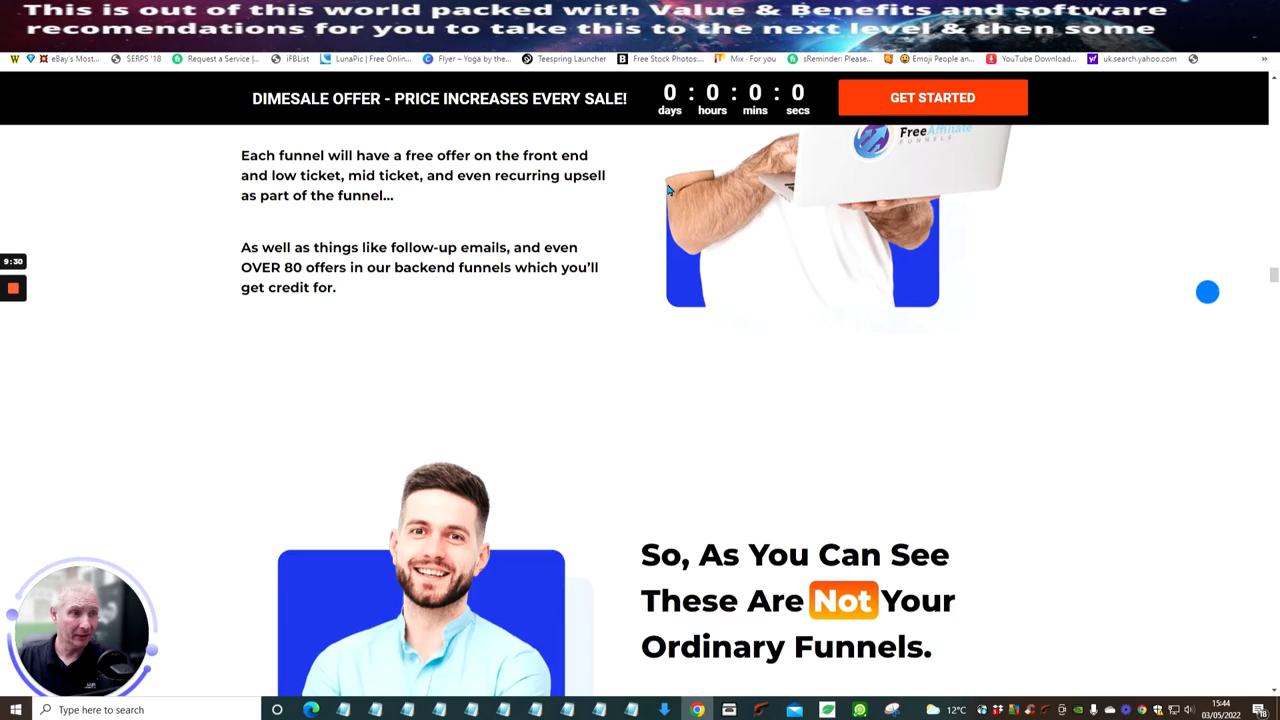 This is out of this world packed with Value & Benefits and software
recomendations for you to take this to the next level & then some
eBay's Most... SERPS '18 Request a Service |... iFBList LunaPic | Free Onlin... Flyer – Yoga by the... Teespring Launcher Free Stock Photos:... Mix · For you sReminder: Please... Emoji People an... YouTube Download... uk.search.yahoo.com »
DIMESALE OFFER - PRICE INCREASES EVERY SALE!
0 : 0 : 0 : 0
days hours mins secs
GET STARTED
FreeAffiliate
FUNNELS
Each funnel will have a free offer on the front end
and low ticket, mid ticket, and even recurring upsell
as part of the funnel...
As well as things like follow-up emails, and even
OVER 80 offers in our backend funnels which you'll
get credit for.
9:30
So, As You Can See
These Are Not Your
Ordinary Funnels.
Type here to search
12°C
15:44
03/05/2022